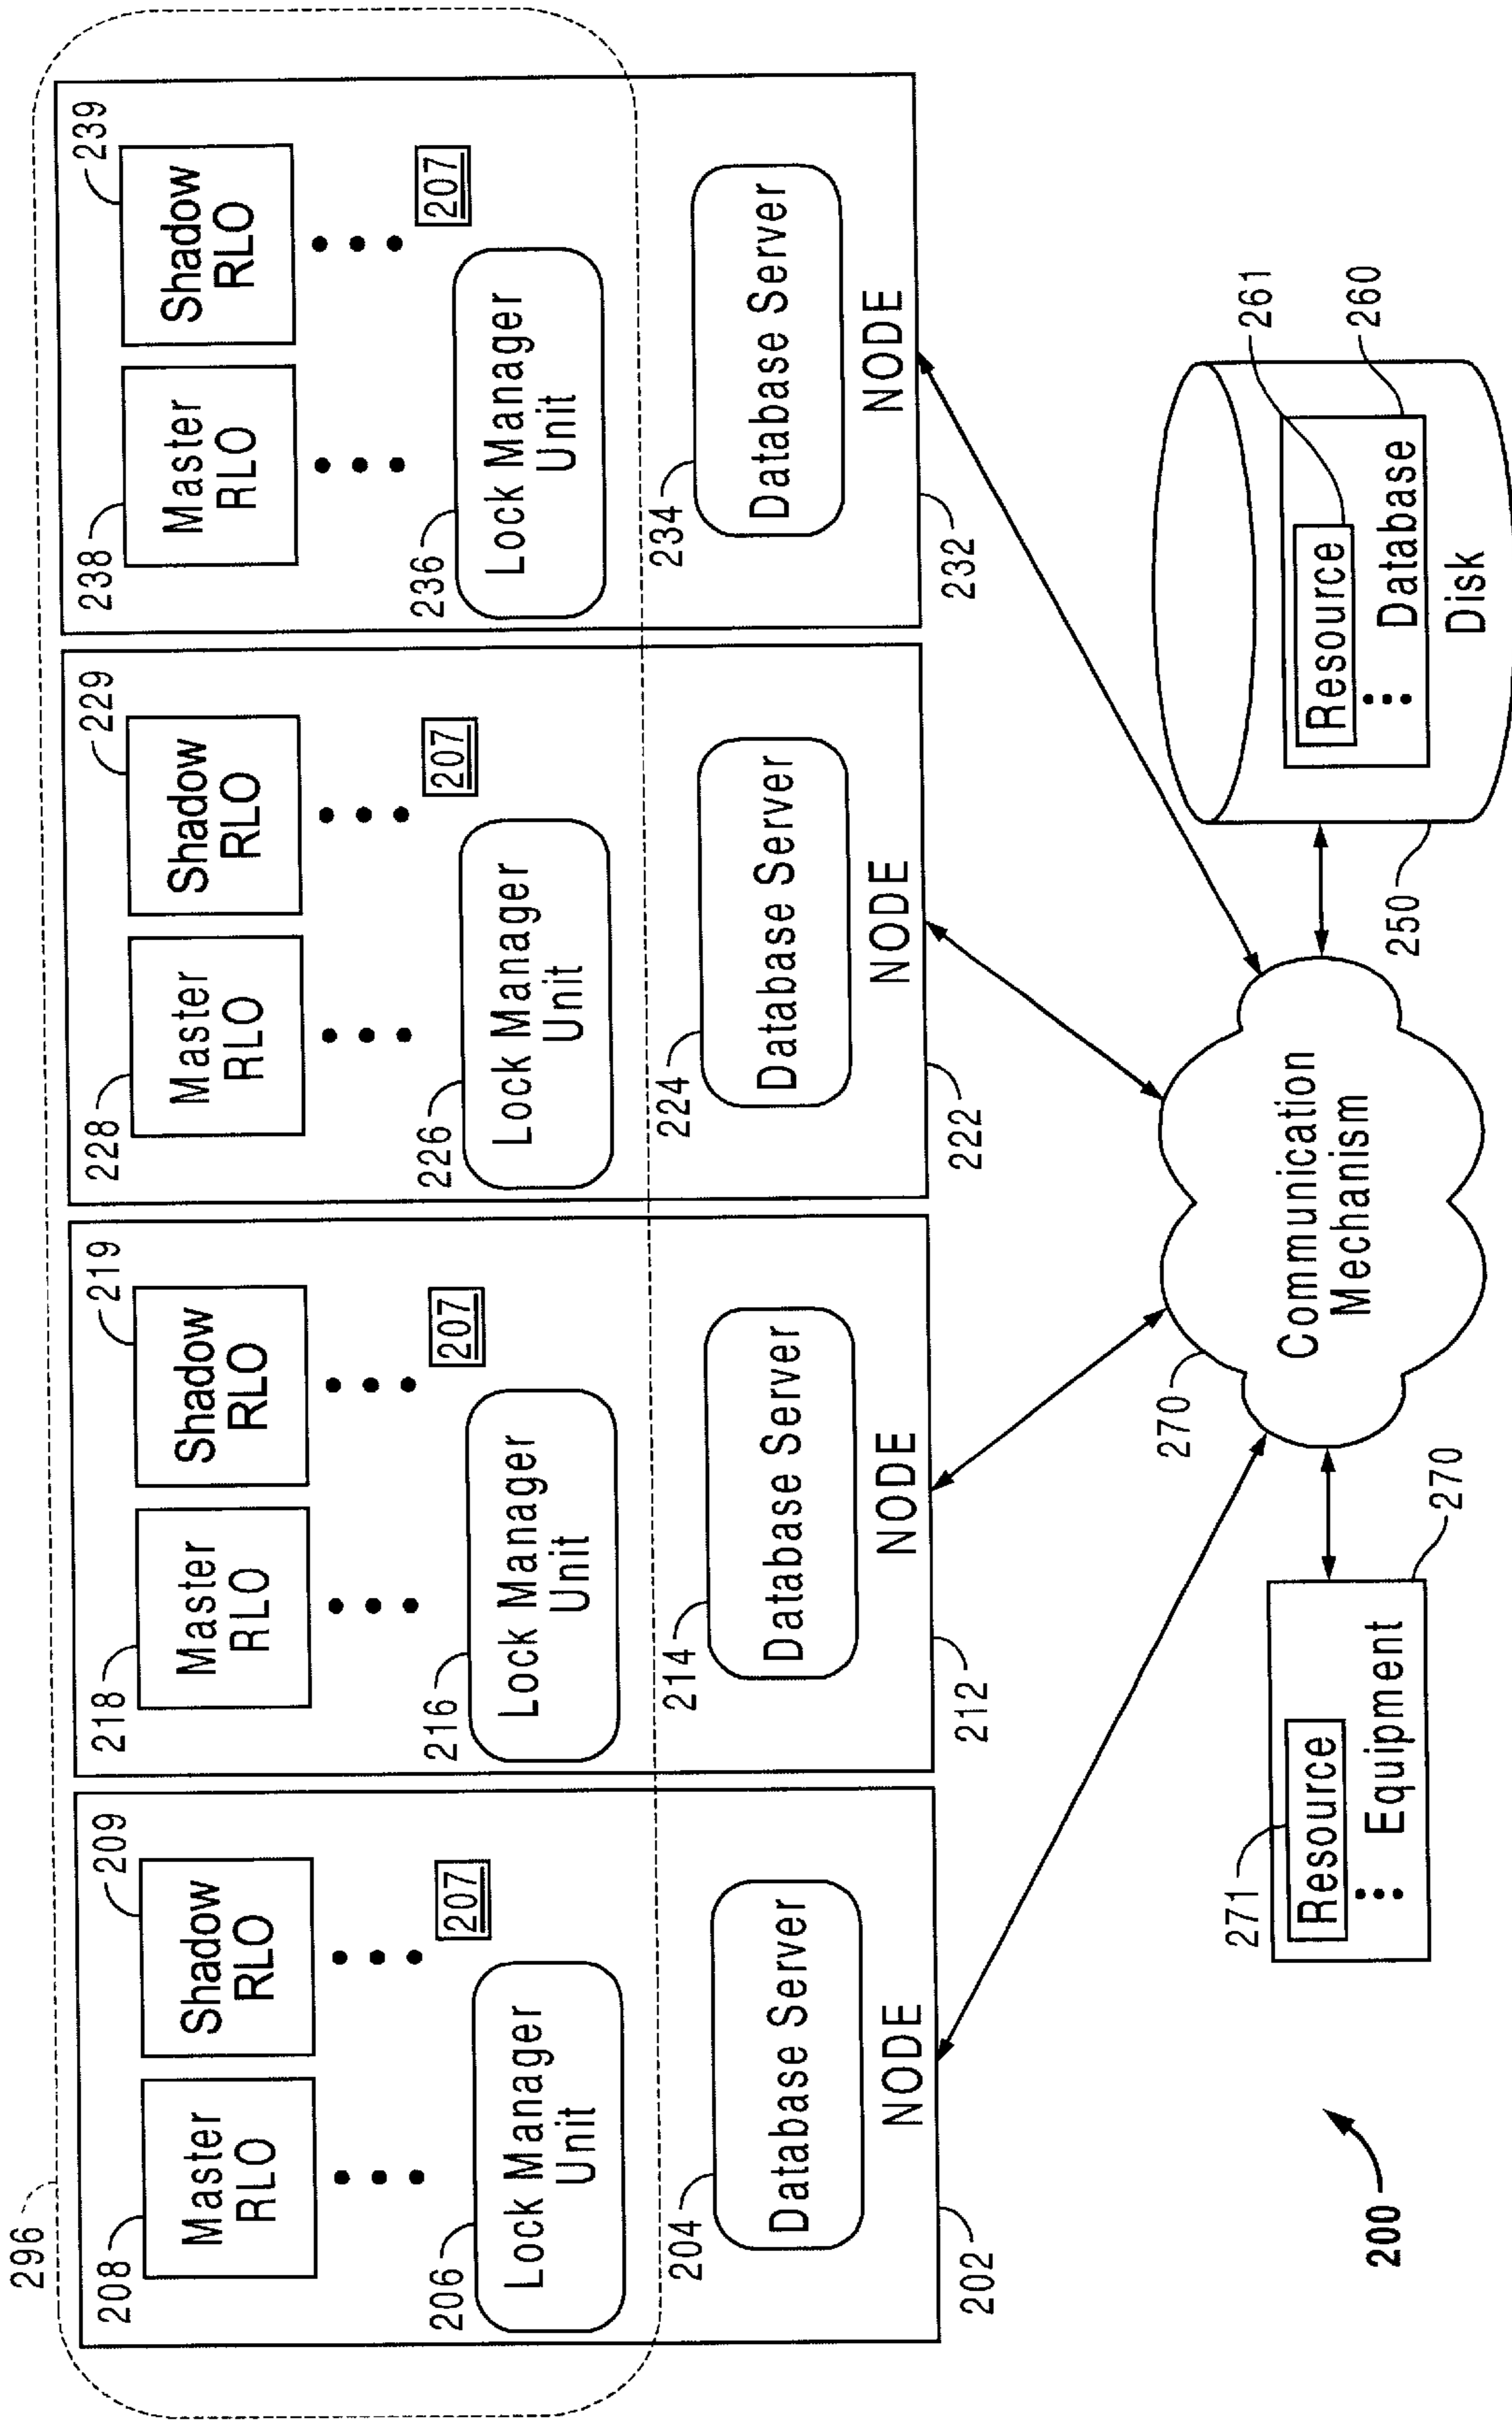 296
208
Master
RLO
209
Shadow
RLO
206
Lock Manager
Unit
207
204
Database Server
NODE
202
218
Master
RLO
219
Shadow
RLO
216
Lock Manager
Unit
207
214
Database Server
NODE
212
228
Master
RLO
229
Shadow
RLO
226
Lock Manager
Unit
207
224
Database Server
NODE
222
238
Master
RLO
239
Shadow
RLO
236
Lock Manager
Unit
207
234
Database Server
NODE
232
271
Resource
Equipment
270
270
Communication
Mechanism
250
Resource
261
Database
260
Disk
200